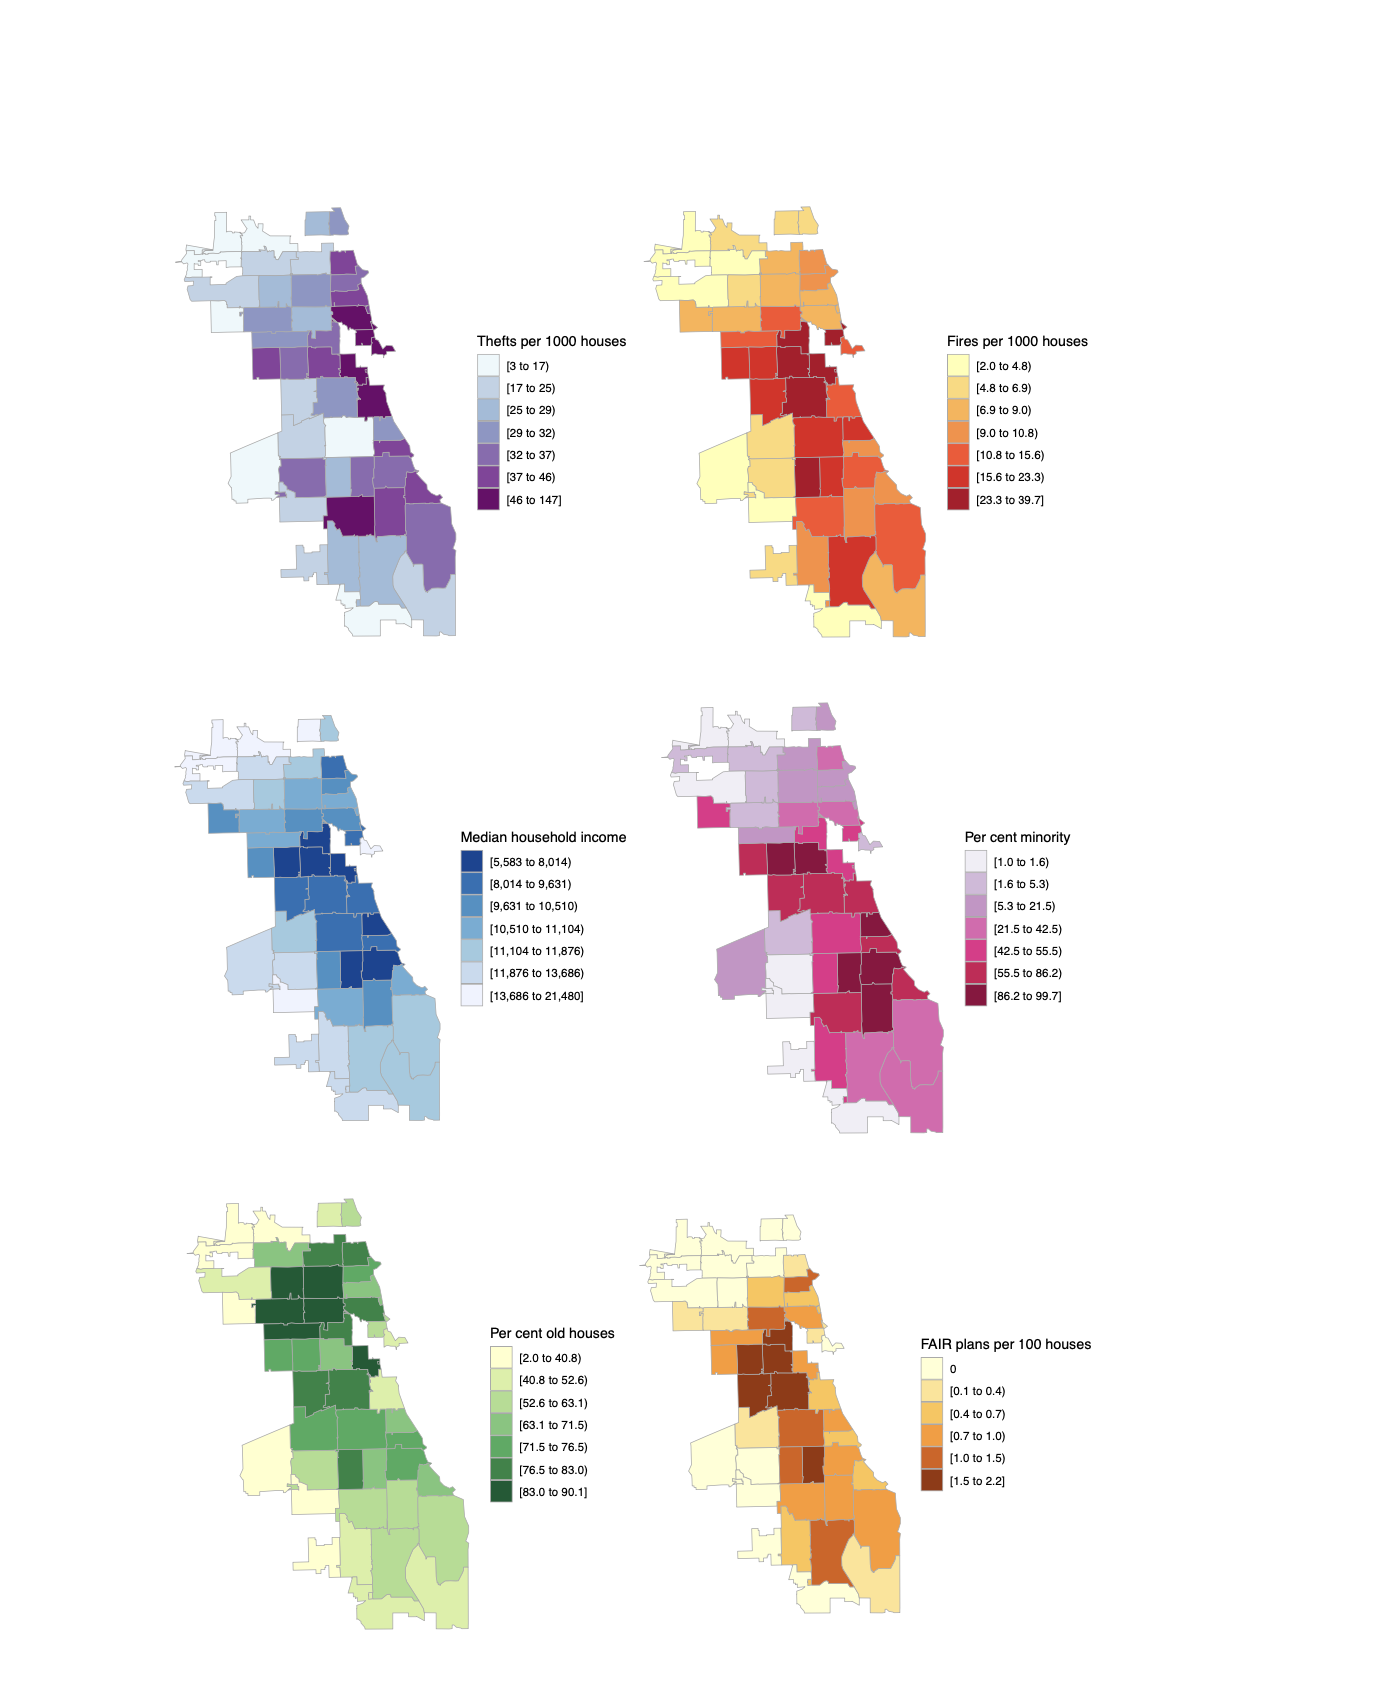 Thefts per 1000 houses
[3 to 17)
[17 to 25)
[25 to 29)
[29 to 32)
[32 to 37)
[37 to 46)
[46 to 147]
Fires per 1000 houses
[2.0 to 4.8)
[4.8 to 6.9)
[6.9 to 9.0)
[9.0 to 10.8)
[10.8 to 15.6)
[15.6 to 23.3)
[23.3 to 39.7]
Median household income
[5,583 to 8,014)
[8,014 to 9,631)
[9,631 to 10,510)
[10,510 to 11,104)
[11,104 to 11,876)
[11,876 to 13,686)
[13,686 to 21,480]
Per cent minority
[1.0 to 1.6)
[1.6 to 5.3)
[5.3 to 21.5)
[21.5 to 42.5)
[42.5 to 55.5)
[55.5 to 86.2)
[86.2 to 99.7]
Per cent old houses
[2.0 to 40.8)
[40.8 to 52.6)
[52.6 to 63.1)
[63.1 to 71.5)
[71.5 to 76.5)
[76.5 to 83.0)
[83.0 to 90.1]
FAIR plans per 100 houses
0
[0.1 to 0.4)
[0.4 to 0.7)
[0.7 to 1.0)
[1.0 to 1.5)
[1.5 to 2.2]